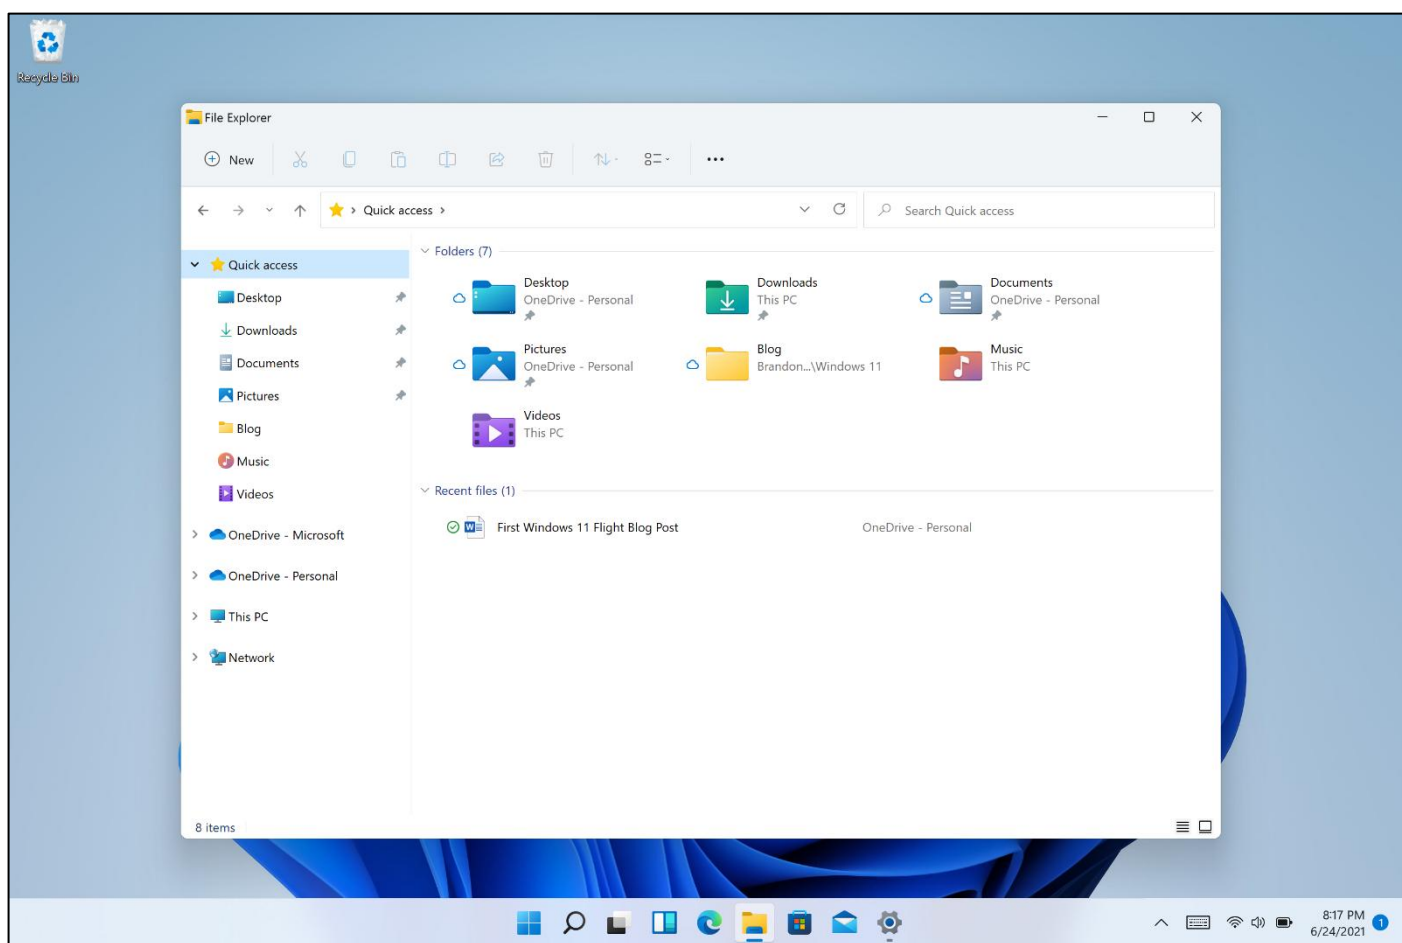 Recycle Bin
File Explorer
New
Quick access
Search Quick access
Quick access
Desktop
Downloads
Documents
Pictures
Blog
Music
Videos
OneDrive - Microsoft
OneDrive - Personal
This PC
Network
Folders (7)
Desktop
OneDrive - Personal
Downloads
This PC
Documents
OneDrive - Personal
Pictures
OneDrive - Personal
Blog
Brandon...\Windows 11
Music
This PC
Videos
This PC
Recent files (1)
First Windows 11 Flight Blog Post OneDrive - Personal
8 items
8:17 PM
6/24/2021
1